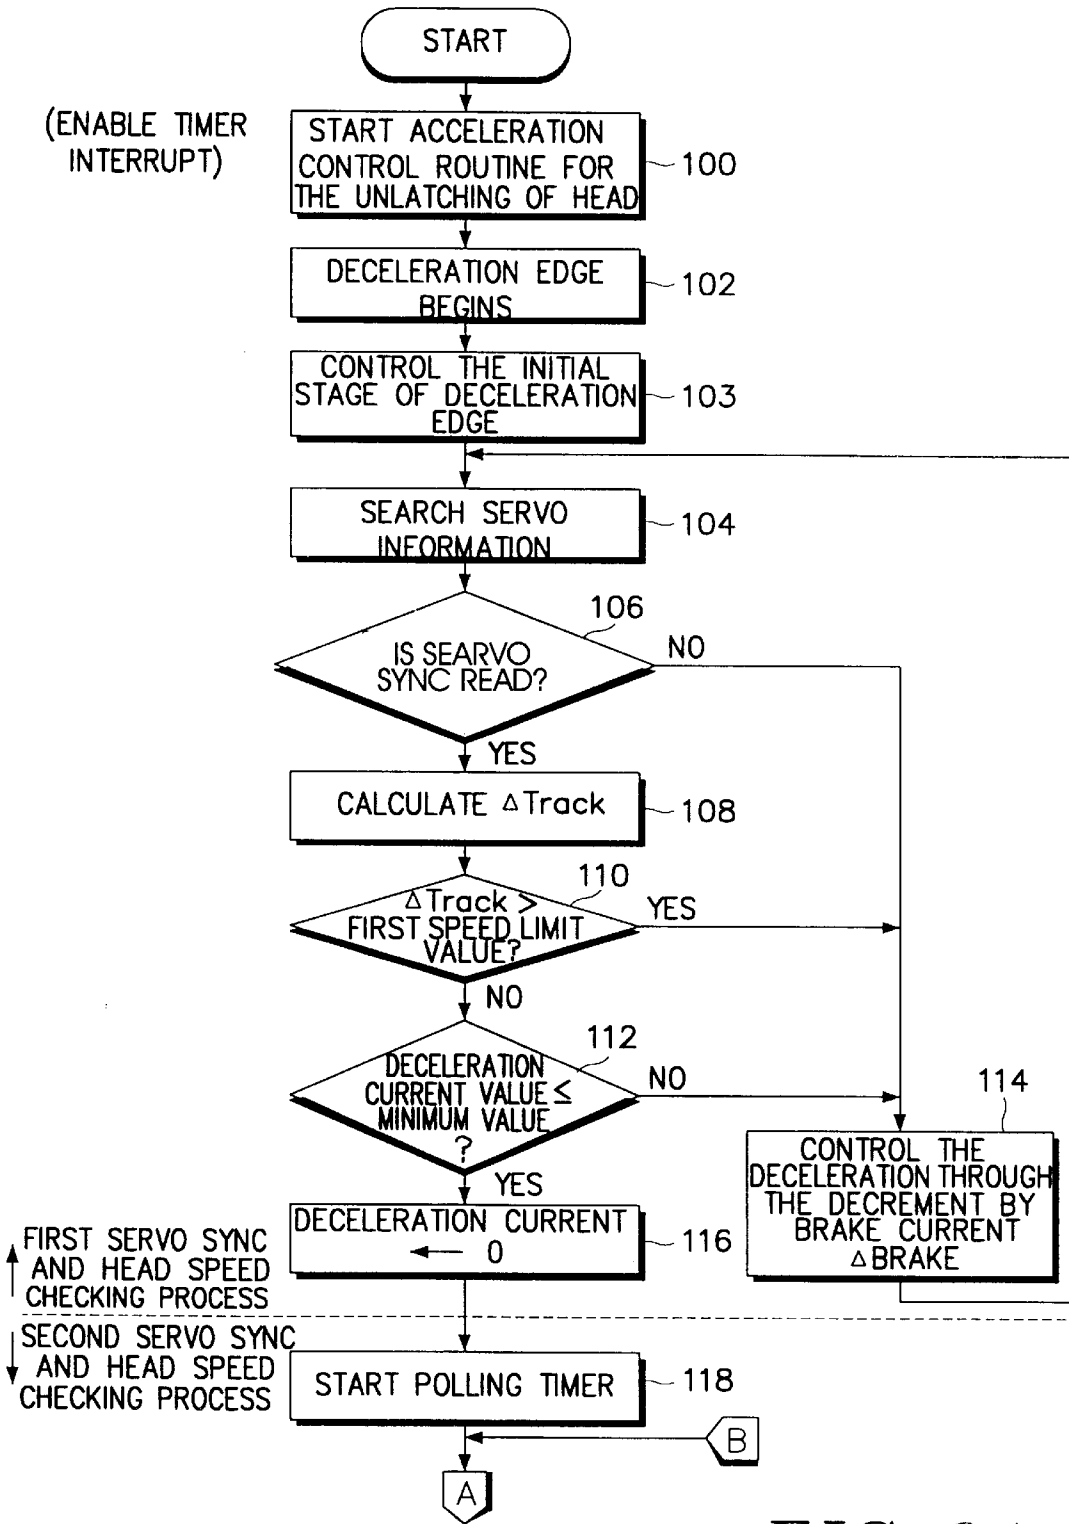 START
(ENABLE TIMER
INTERRUPT)
START ACCELERATION
CONTROL ROUTINE FOR
THE UNLATCHING OF HEAD
100
DECELERATION EDGE
BEGINS
102
CONTROL THE INITIAL
STAGE OF DECELERATION
EDGE
103
SEARCH SERVO
INFORMATION
104
106
IS SEARVO
SYNC READ?
NO
YES
CALCULATE △Track
108
110
△Track >
FIRST SPEED LIMIT
VALUE?
YES
NO
112
DECELERATION
CURRENT VALUE ≤
MINIMUM VALUE
?
NO
YES
114
CONTROL THE
DECELERATION THROUGH
THE DECREMENT BY
BRAKE CURRENT
△BRAKE
DECELERATION CURRENT
← 0
116
FIRST SERVO SYNC
AND HEAD SPEED
CHECKING PROCESS
SECOND SERVO SYNC
AND HEAD SPEED
CHECKING PROCESS
START POLLING TIMER
118
B
A